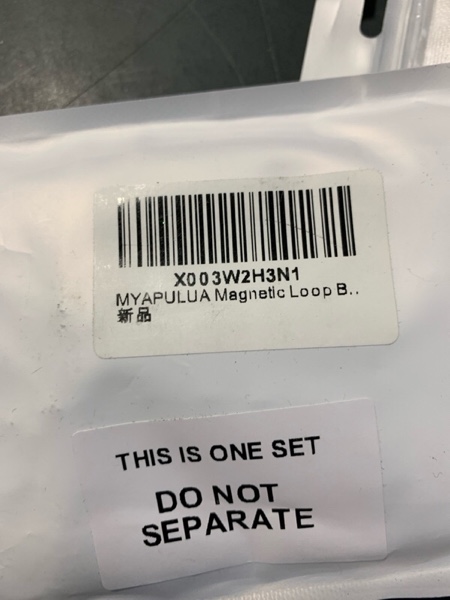 X003W2H3N1
MYAPULUA Magnetic Loop B..
新品
THIS IS ONE SET
DO NOT
SEPARATE